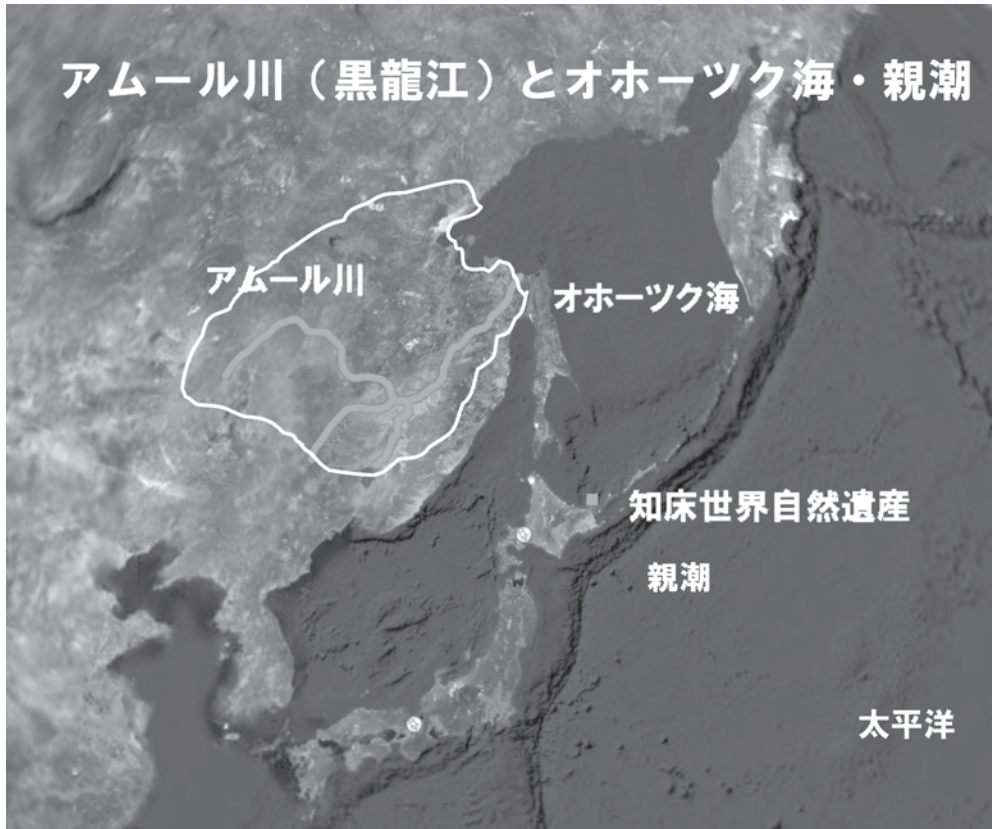 アムール川（黒龍江）とオホーツク海・親潮
アムール川
オホーツク海
知床世界自然遺産
親潮
太平洋